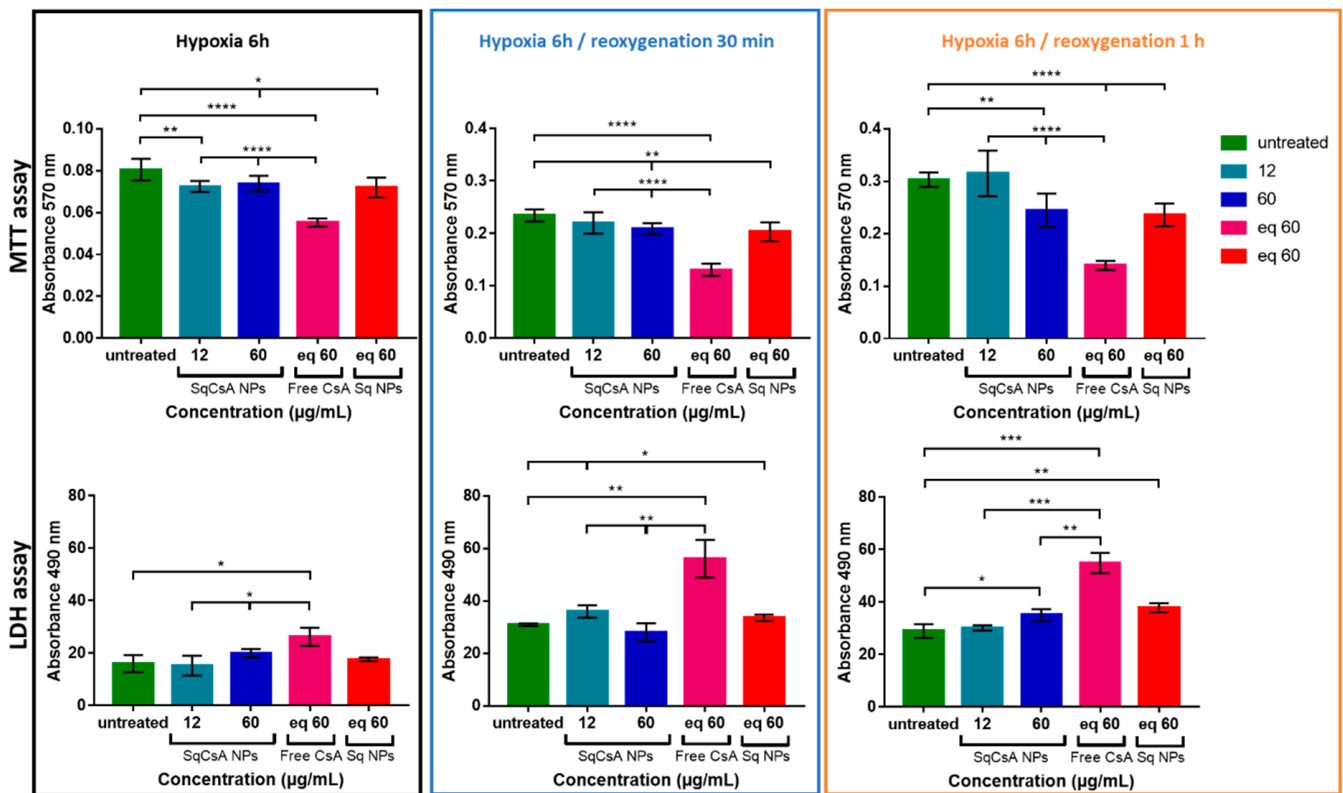 Hypoxia 6h
Hypoxia 6h / reoxygenation 30 min
Hypoxia 6h / reoxygenation 1 h
MTT assay
Absorbance 570 nm
0.10
0.08
0.06
0.04
0.02
0.00
*
****
**
****
untreated 12 60 eq 60 eq 60
SqCsA NPs Free CsA Sq NPs
Concentration (µg/mL)
Absorbance 570 nm
0.4
0.3
0.2
0.1
0.0
****
**
****
untreated 12 60 eq 60 eq 60
SqCsA NPs Free CsA Sq NPs
Concentration (µg/mL)
Absorbance 570 nm
0.4
0.3
0.2
0.1
0.0
****
**
****
untreated 12 60 eq 60 eq 60
SqCsA NPs Free CsA Sq NPs
Concentration (µg/mL)
untreated
12
60
eq 60
eq 60
LDH assay
Absorbance 490 nm
80
60
40
20
0
*
*
untreated 12 60 eq 60 eq 60
SqCsA NPs Free CsA Sq NPs
Concentration (µg/mL)
Absorbance 490 nm
80
60
40
20
0
*
**
**
untreated 12 60 eq 60 eq 60
SqCsA NPs Free CsA Sq NPs
Concentration (µg/mL)
Absorbance 490 nm
80
60
40
20
0
***
**
***
**
*
untreated 12 60 eq 60 eq 60
SqCsA NPs Free CsA Sq NPs
Concentration (µg/mL)